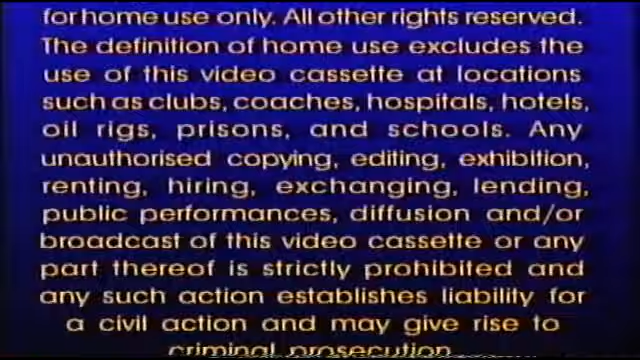 for home use only. All other rights reserved.
The definition of home use excludes the
use of this video cassette at locations
such as clubs, coaches, hospitals, hotels,
oil rigs, prisons, and schools. Any
unauthorised copying, editing, exhibition,
renting, hiring, exchanging, lending,
public performances, diffusion and/or
broadcast of this video cassette or any
part thereof is strictly prohibited and
any such action establishes liability for
a civil action and may give rise to
criminal prosecution.